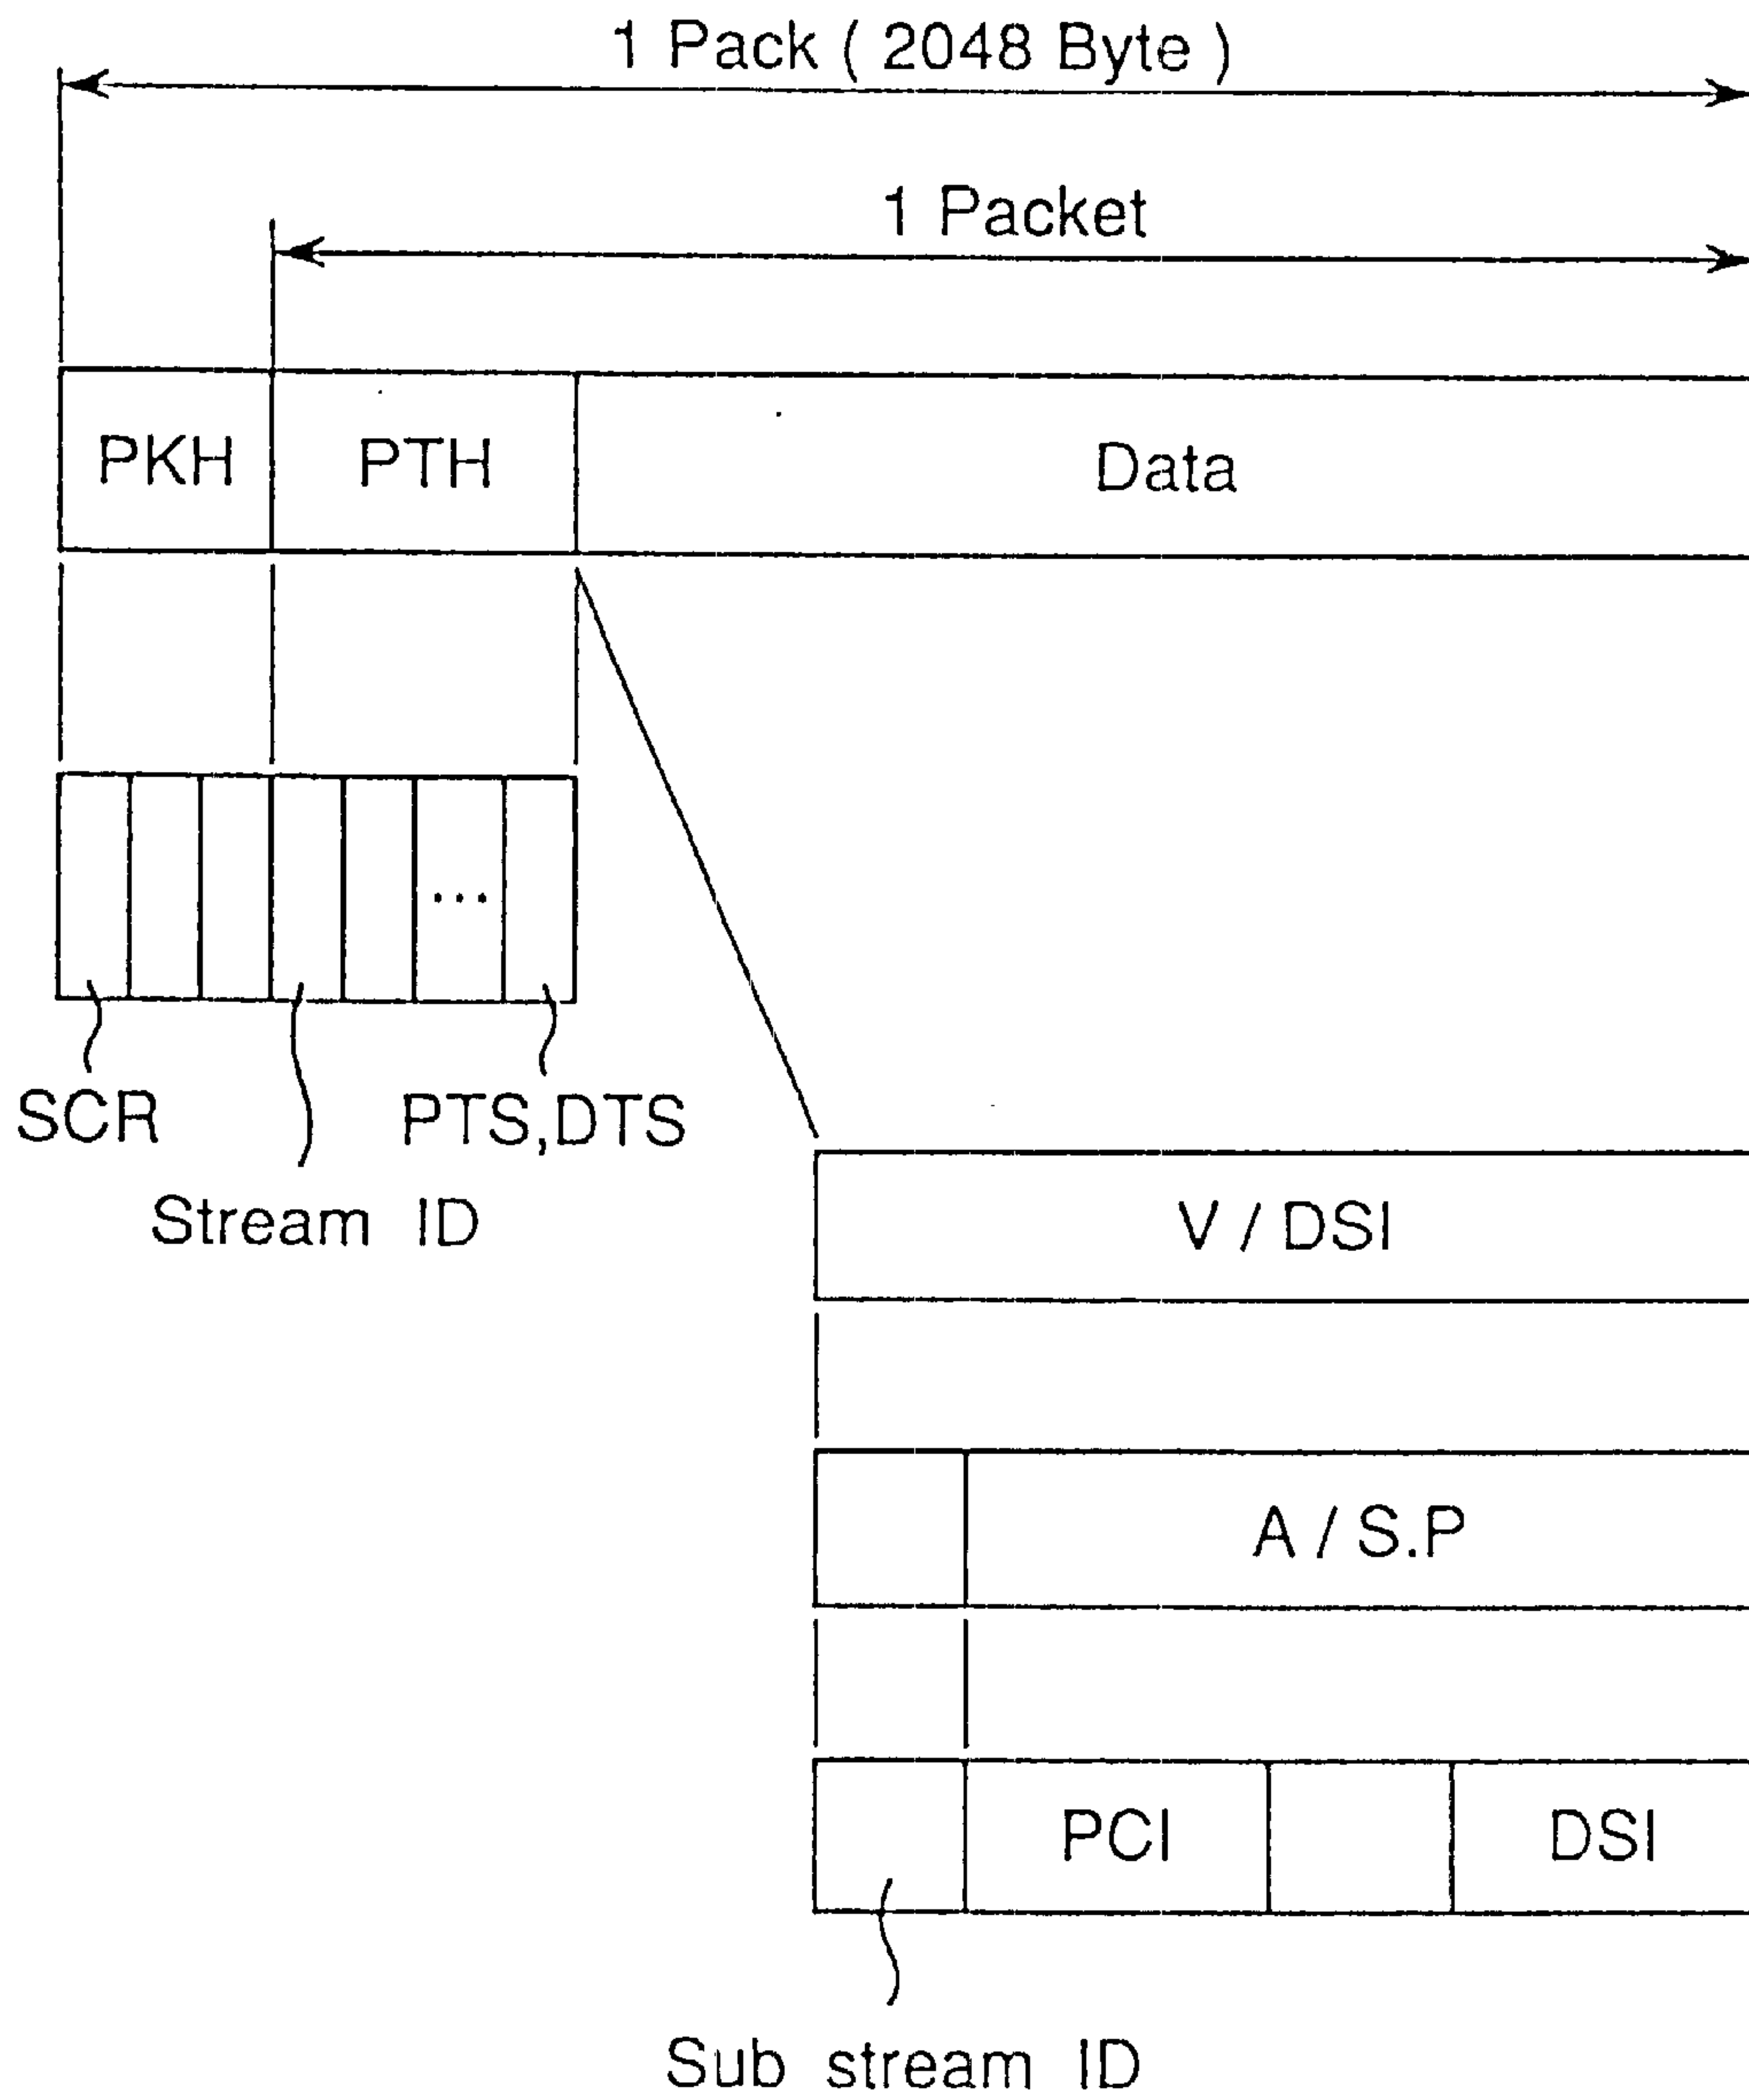 1 Pack ( 2048 Byte )
1 Packet
PKH PTH Data
...
SCR
PTS,DTS
Stream ID
V / DSI
A / S.P
PCI DSI
Sub stream ID